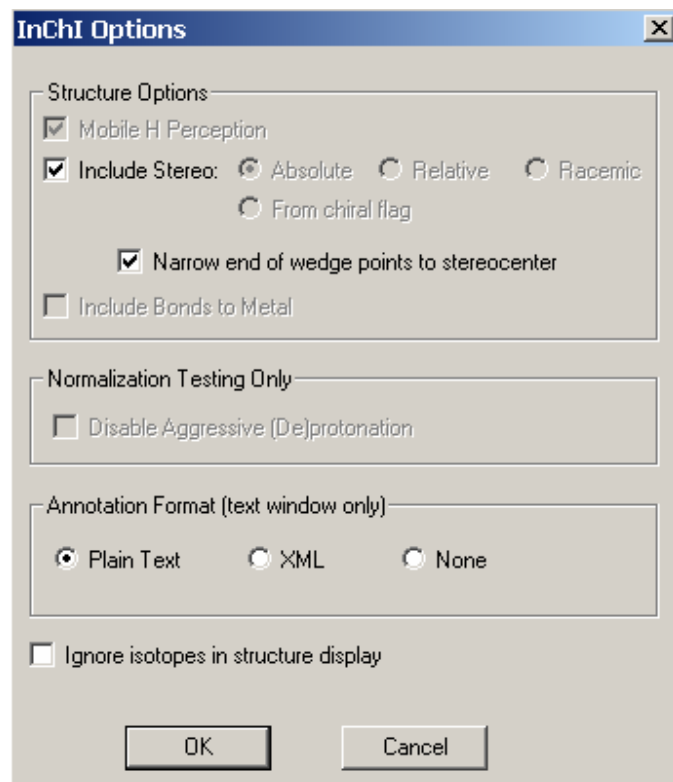 InChI Options
Structure Options
Mobile H Perception
Include Stereo: Absolute Relative Racemic
From chiral flag
Narrow end of wedge points to stereocenter
Include Bonds to Metal
Normalization Testing Only
Disable Aggressive (De)protonation
Annotation Format (text window only)
Plain Text XML None
Ignore isotopes in structure display
OK Cancel